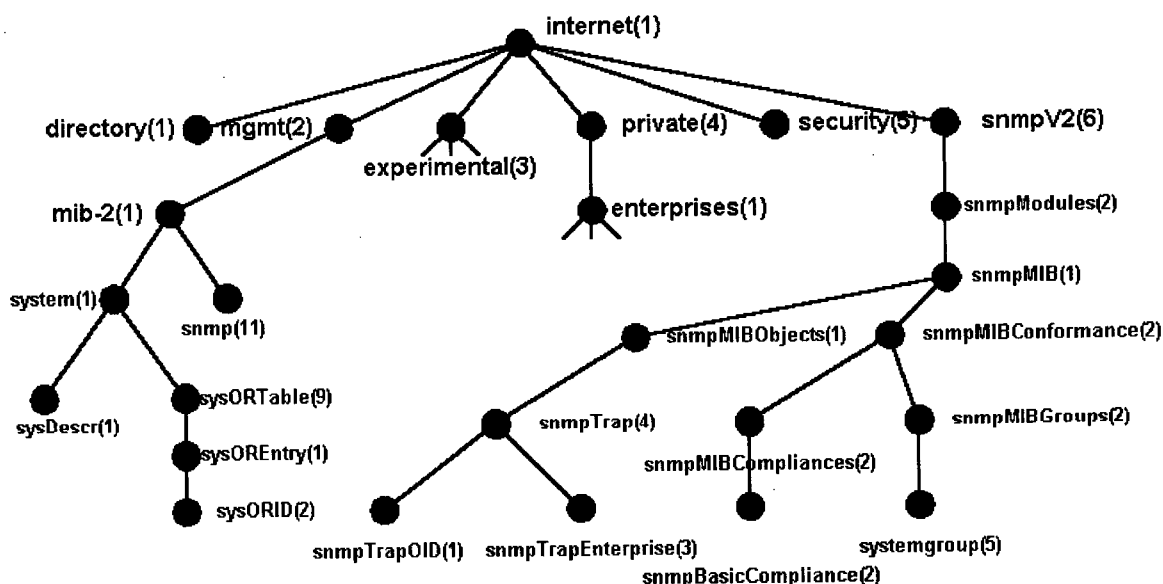 internet(1)
directory(1)
mgmt(2)
experimental(3)
private(4)
security(5)
snmpV2(6)
mib-2(1)
enterprises(1)
snmpModules(2)
system(1)
snmp(11)
snmpMIB(1)
snmpMIBObjects(1)
snmpMIBConformance(2)
sysDescr(1)
sysORTable(9)
snmpTrap(4)
snmpMIBGroups(2)
sysOREntry(1)
snmpMIBCompliances(2)
sysORID(2)
snmpTrapOID(1)
snmpTrapEnterprise(3)
systemgroup(5)
snmpBasicCompliance(2)